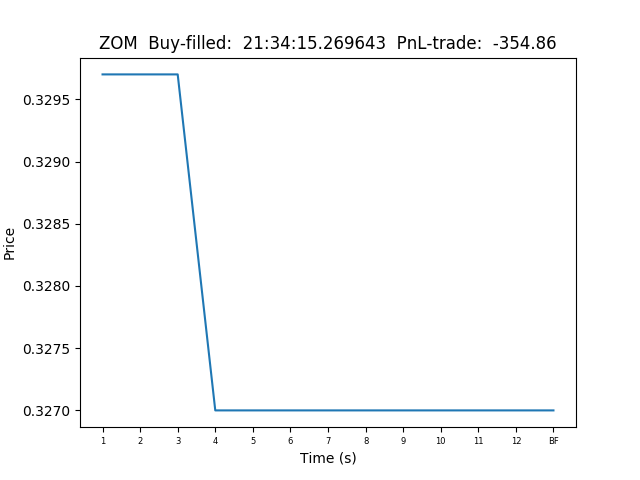 ZOM  Buy-filled:  21:34:15.269643  PnL-trade:  -354.86
Price
0.3295
0.3290
0.3285
0.3280
0.3275
0.3270
1 2 3 4 5 6 7 8 9 10 11 12 BF
Time (s)